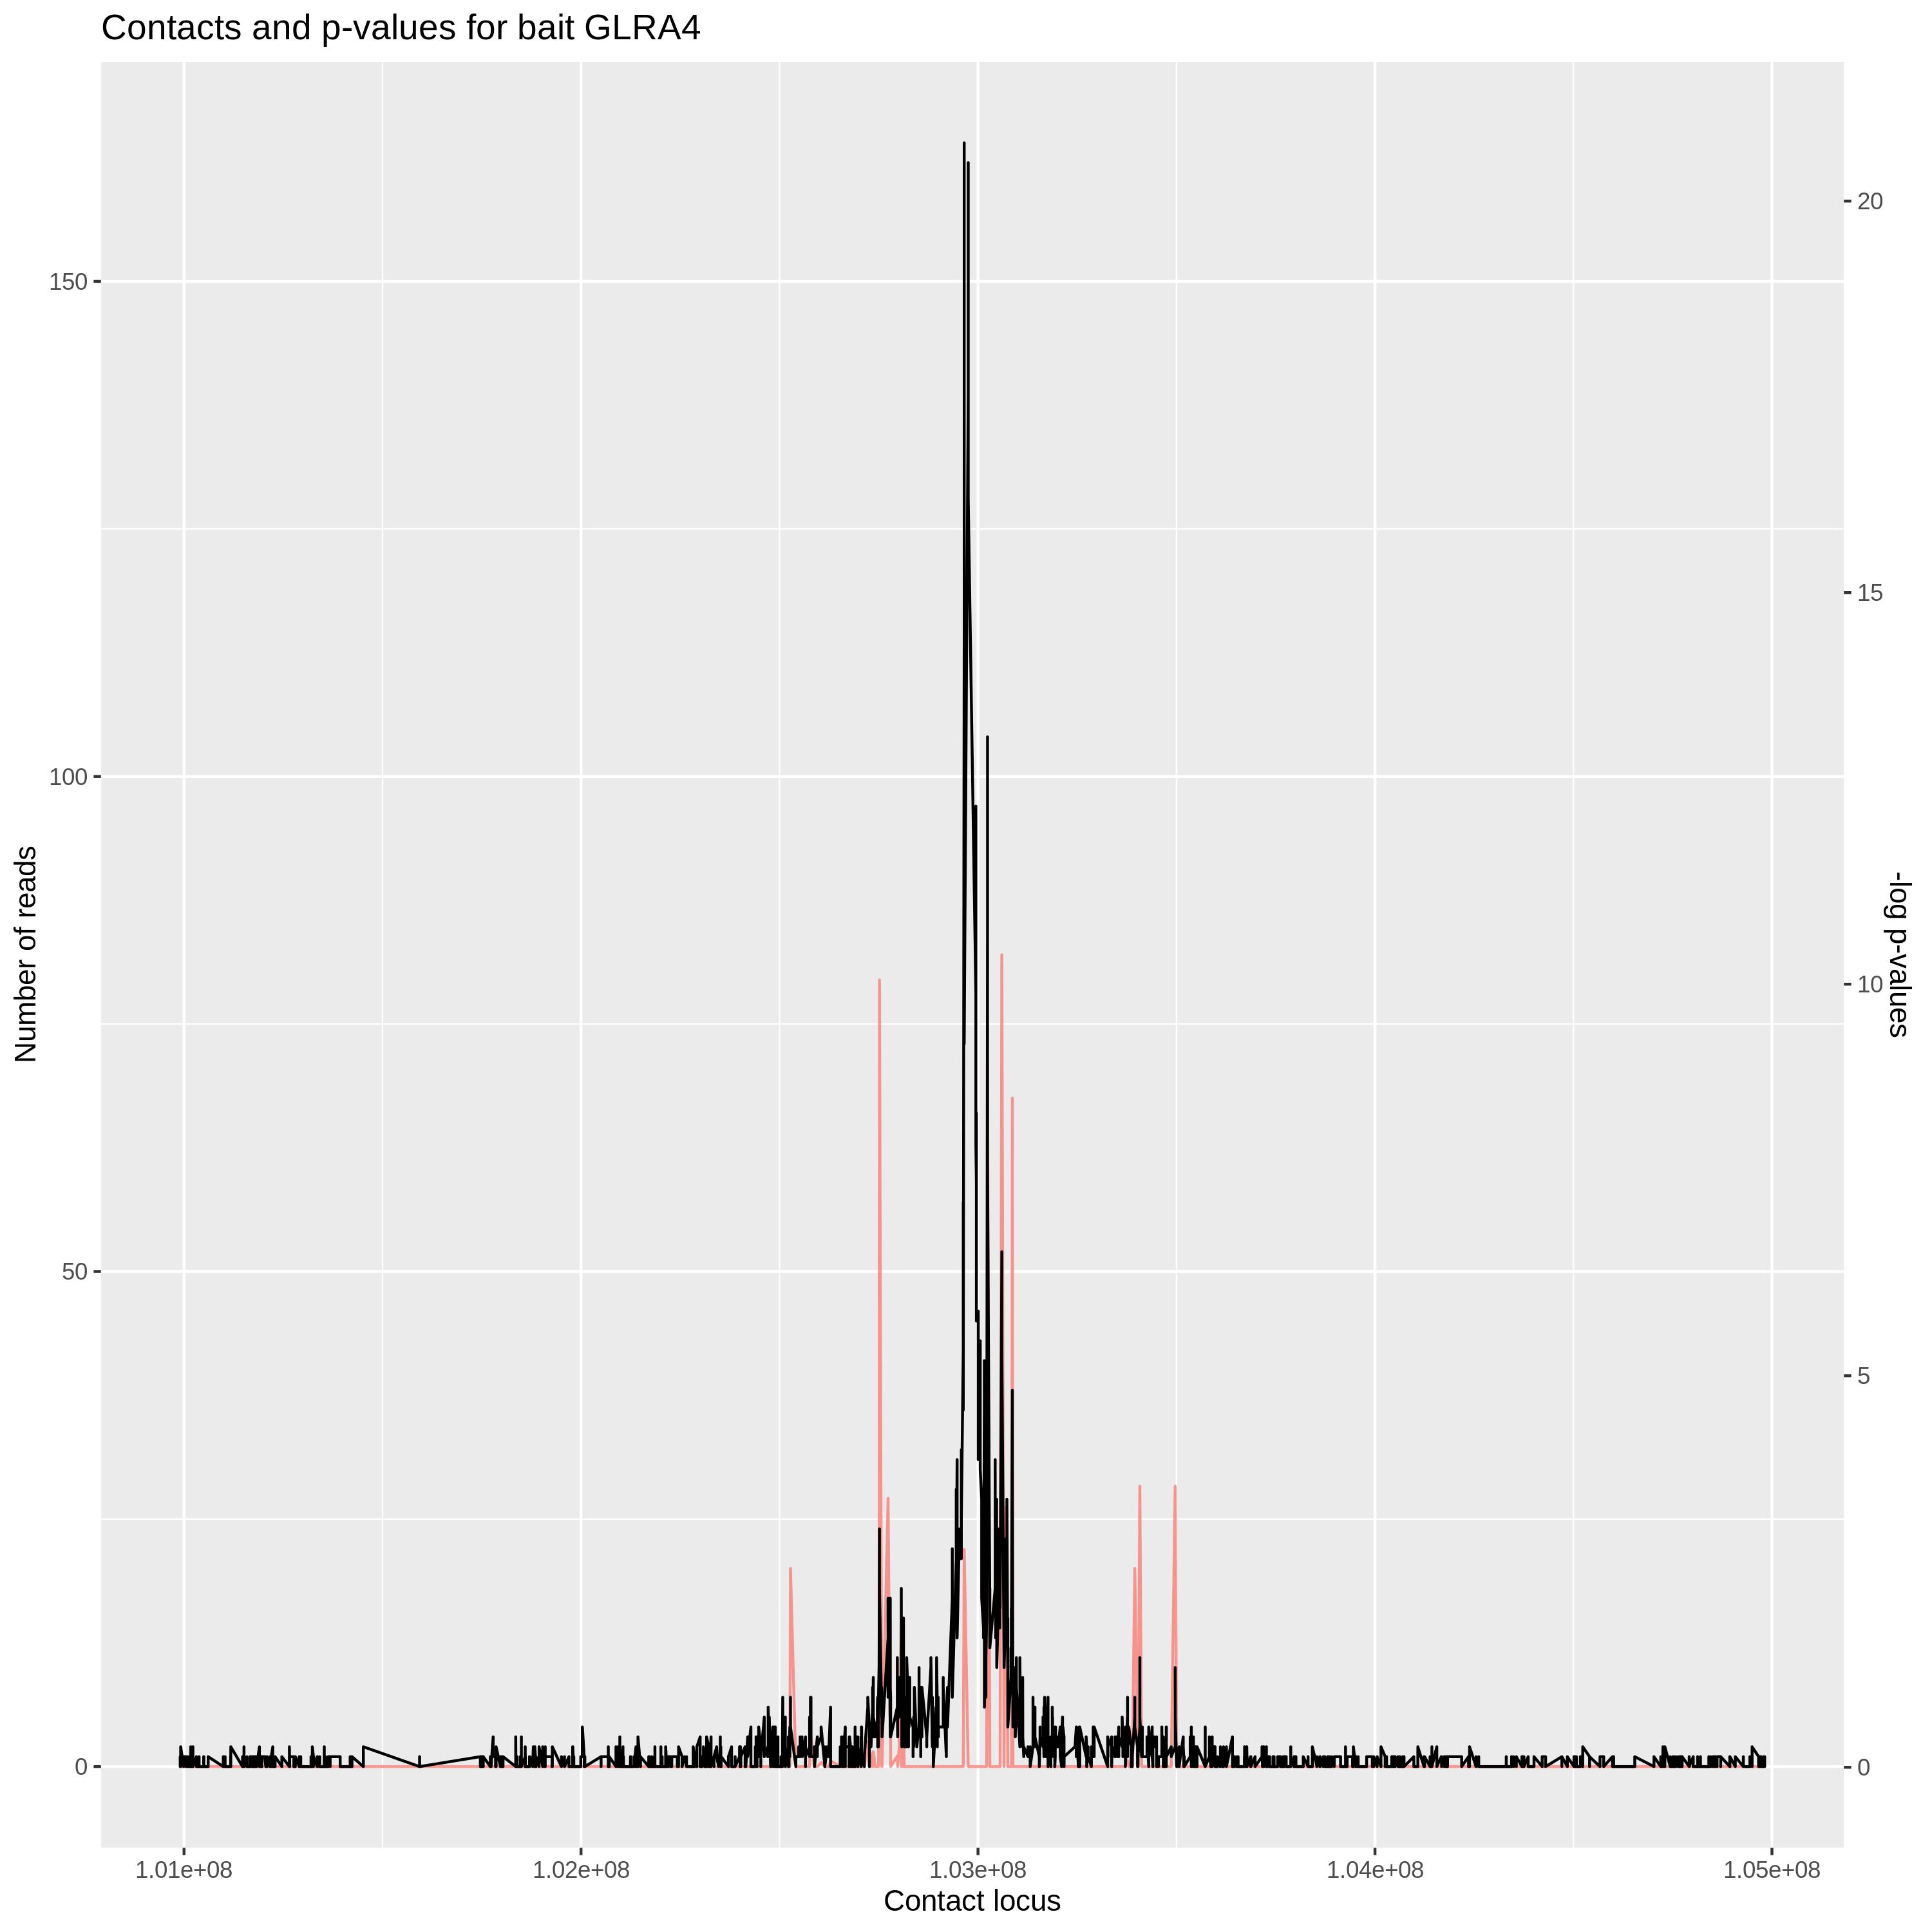 Contacts and p-values for bait GLRA4
150
100
50
0
Number of reads
20
15
10
5
0
-log p-values
1.01e+08
1.02e+08
1.03e+08
1.04e+08
1.05e+08
Contact locus